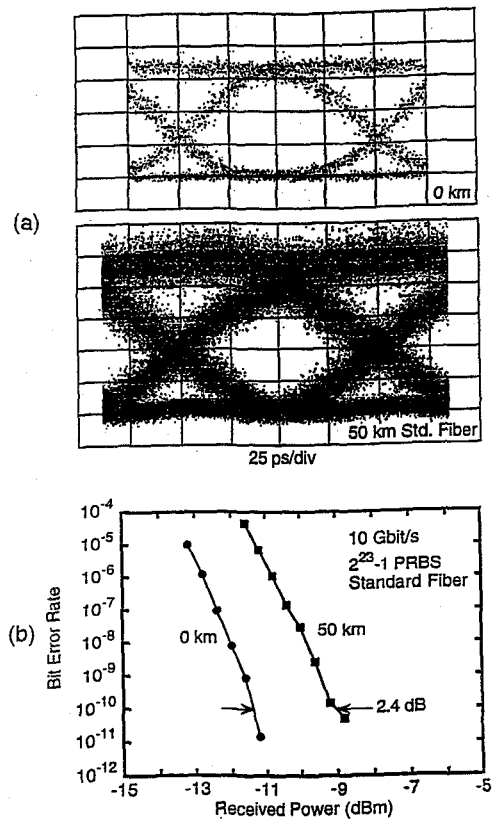 (a)
0 km
50 km Std. Fiber
25 ps/div
(b)
Bit Error Rate
10⁻⁴
10⁻⁵
10⁻⁶
10⁻⁷
10⁻⁸
10⁻⁹
10⁻¹⁰
10⁻¹¹
10⁻¹²
10 Gbit/s
2²³-1 PRBS
Standard Fiber
0 km
50 km
2.4 dB
-15
-13
-11
-9
-7
-5
Received Power (dBm)